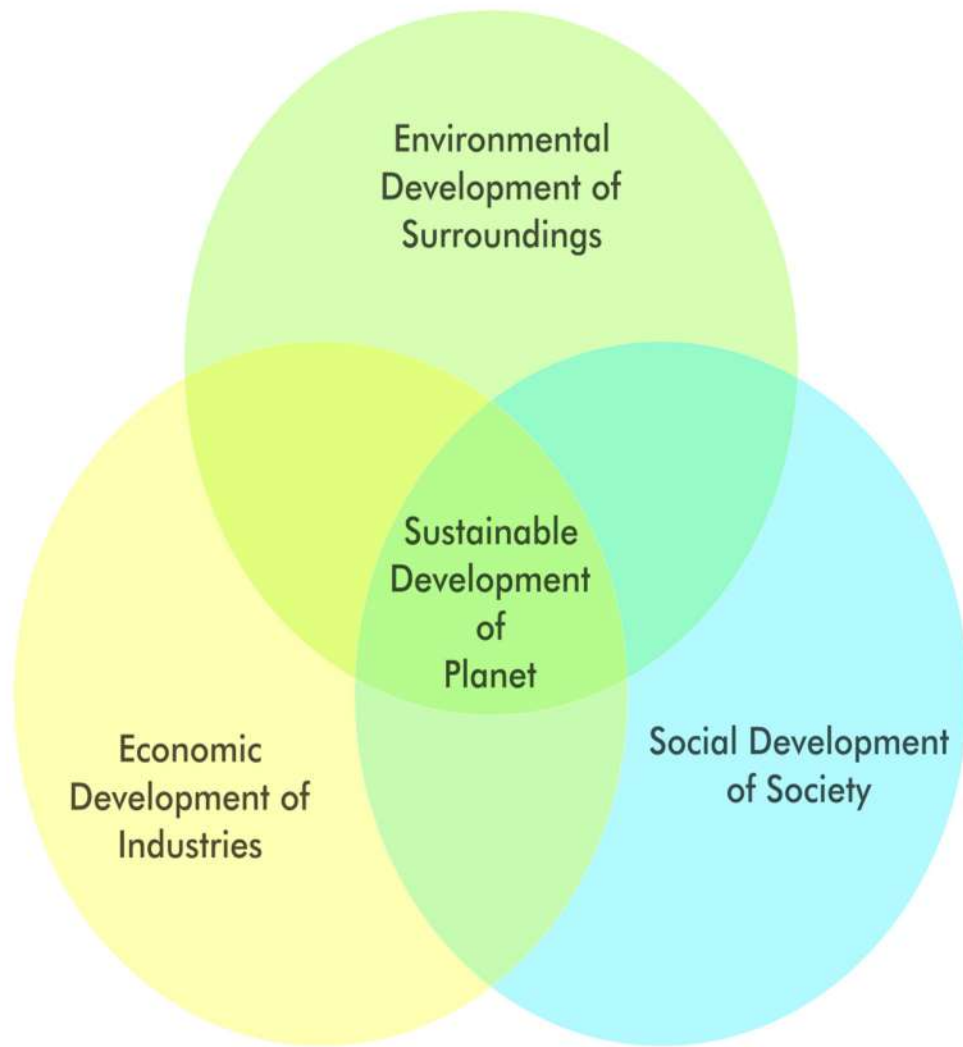 Environmental
Development of
Surroundings
Sustainable
Development
of
Planet
Economic
Development of
Industries
Social Development
of Society